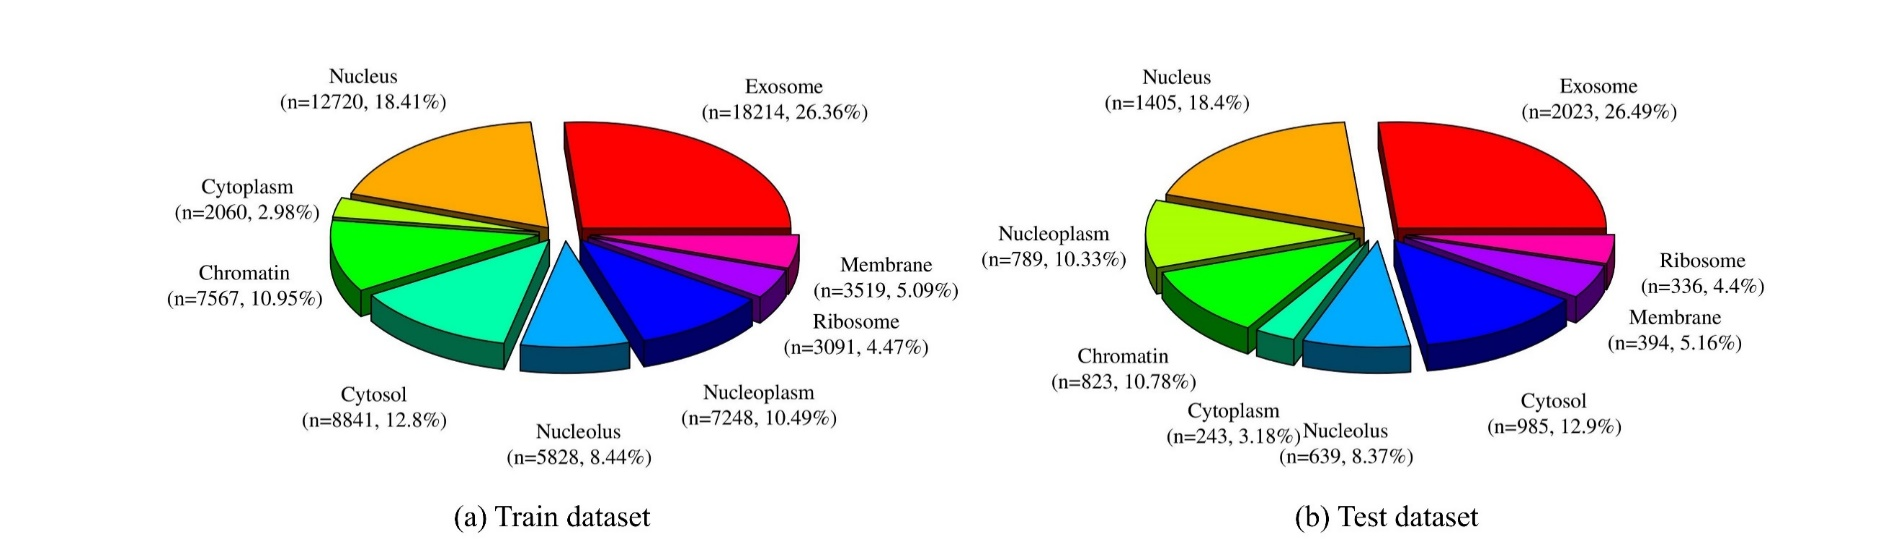 Nucleus
(n=12720, 18.41%)
Exosome
(n=18214, 26.36%)
Cytoplasm
(n=2060, 2.98%)
Chromatin
(n=7567, 10.95%)
Membrane
(n=3519, 5.09%)
Ribosome
(n=3091, 4.47%)
Cytosol
(n=8841, 12.8%)
Nucleoplasm
(n=7248, 10.49%)
Nucleolus
(n=5828, 8.44%)
(a) Train dataset
Nucleus
(n=1405, 18.4%)
Exosome
(n=2023, 26.49%)
Nucleoplasm
(n=789, 10.33%)
Ribosome
(n=336, 4.4%)
Membrane
(n=394, 5.16%)
Chromatin
(n=823, 10.78%)
Cytoplasm
(n=243, 3.18%)
Nucleolus
(n=639, 8.37%)
Cytosol
(n=985, 12.9%)
(b) Test dataset